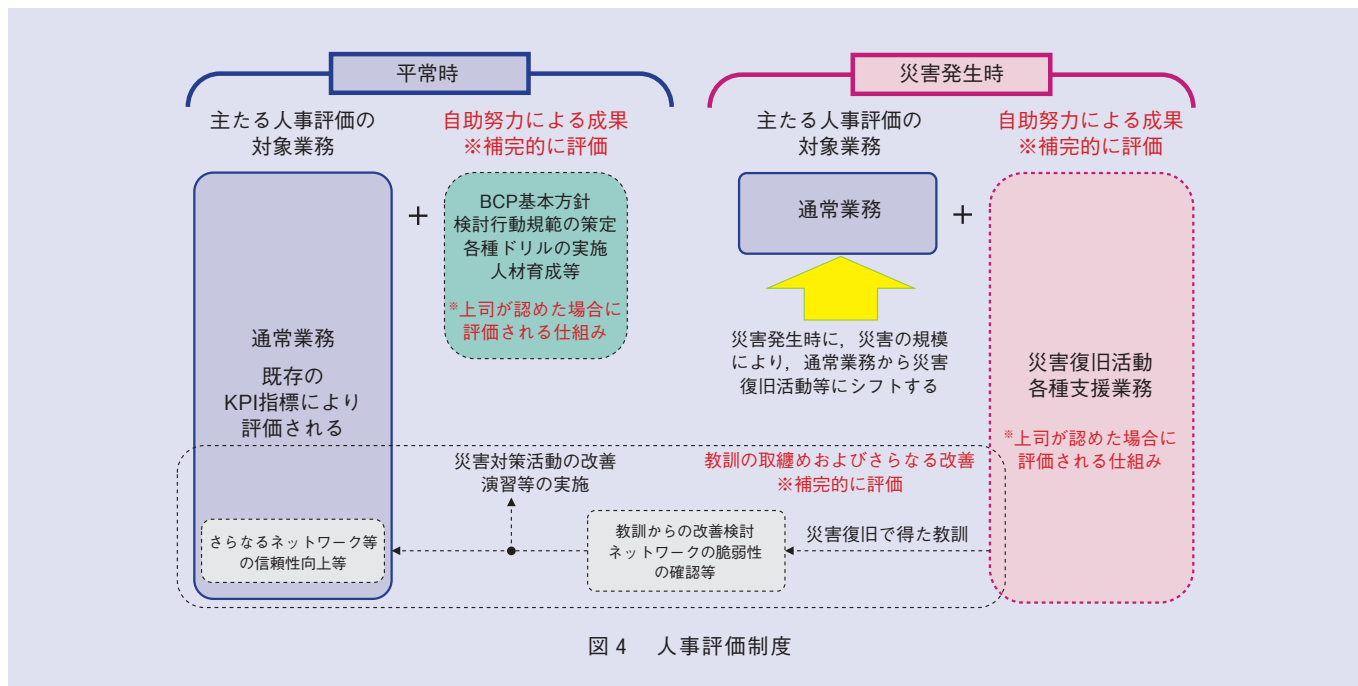 平常時
主たる人事評価の
対象業務
自助努力による成果
※補完的に評価
通常業務
既存の
KPI指標により
評価される
+
BCP基本方針
検討行動規範の策定
各種ドリルの実施
人材育成等
※上司が認めた場合に
評価される仕組み
災害発生時
主たる人事評価の
対象業務
自助努力による成果
※補完的に評価
通常業務
+
災害発生時に，災害の規模
により，通常業務から災害
復旧活動等にシフトする
災害復旧活動
各種支援業務
※上司が認めた場合に
評価される仕組み
災害対策活動の改善
演習等の実施
教訓の取纏めおよびさらなる改善
※補完的に評価
さらなるネットワーク等
の信頼性向上等
教訓からの改善検討
ネットワークの脆弱性
の確認等
災害復旧で得た教訓
図4 人事評価制度